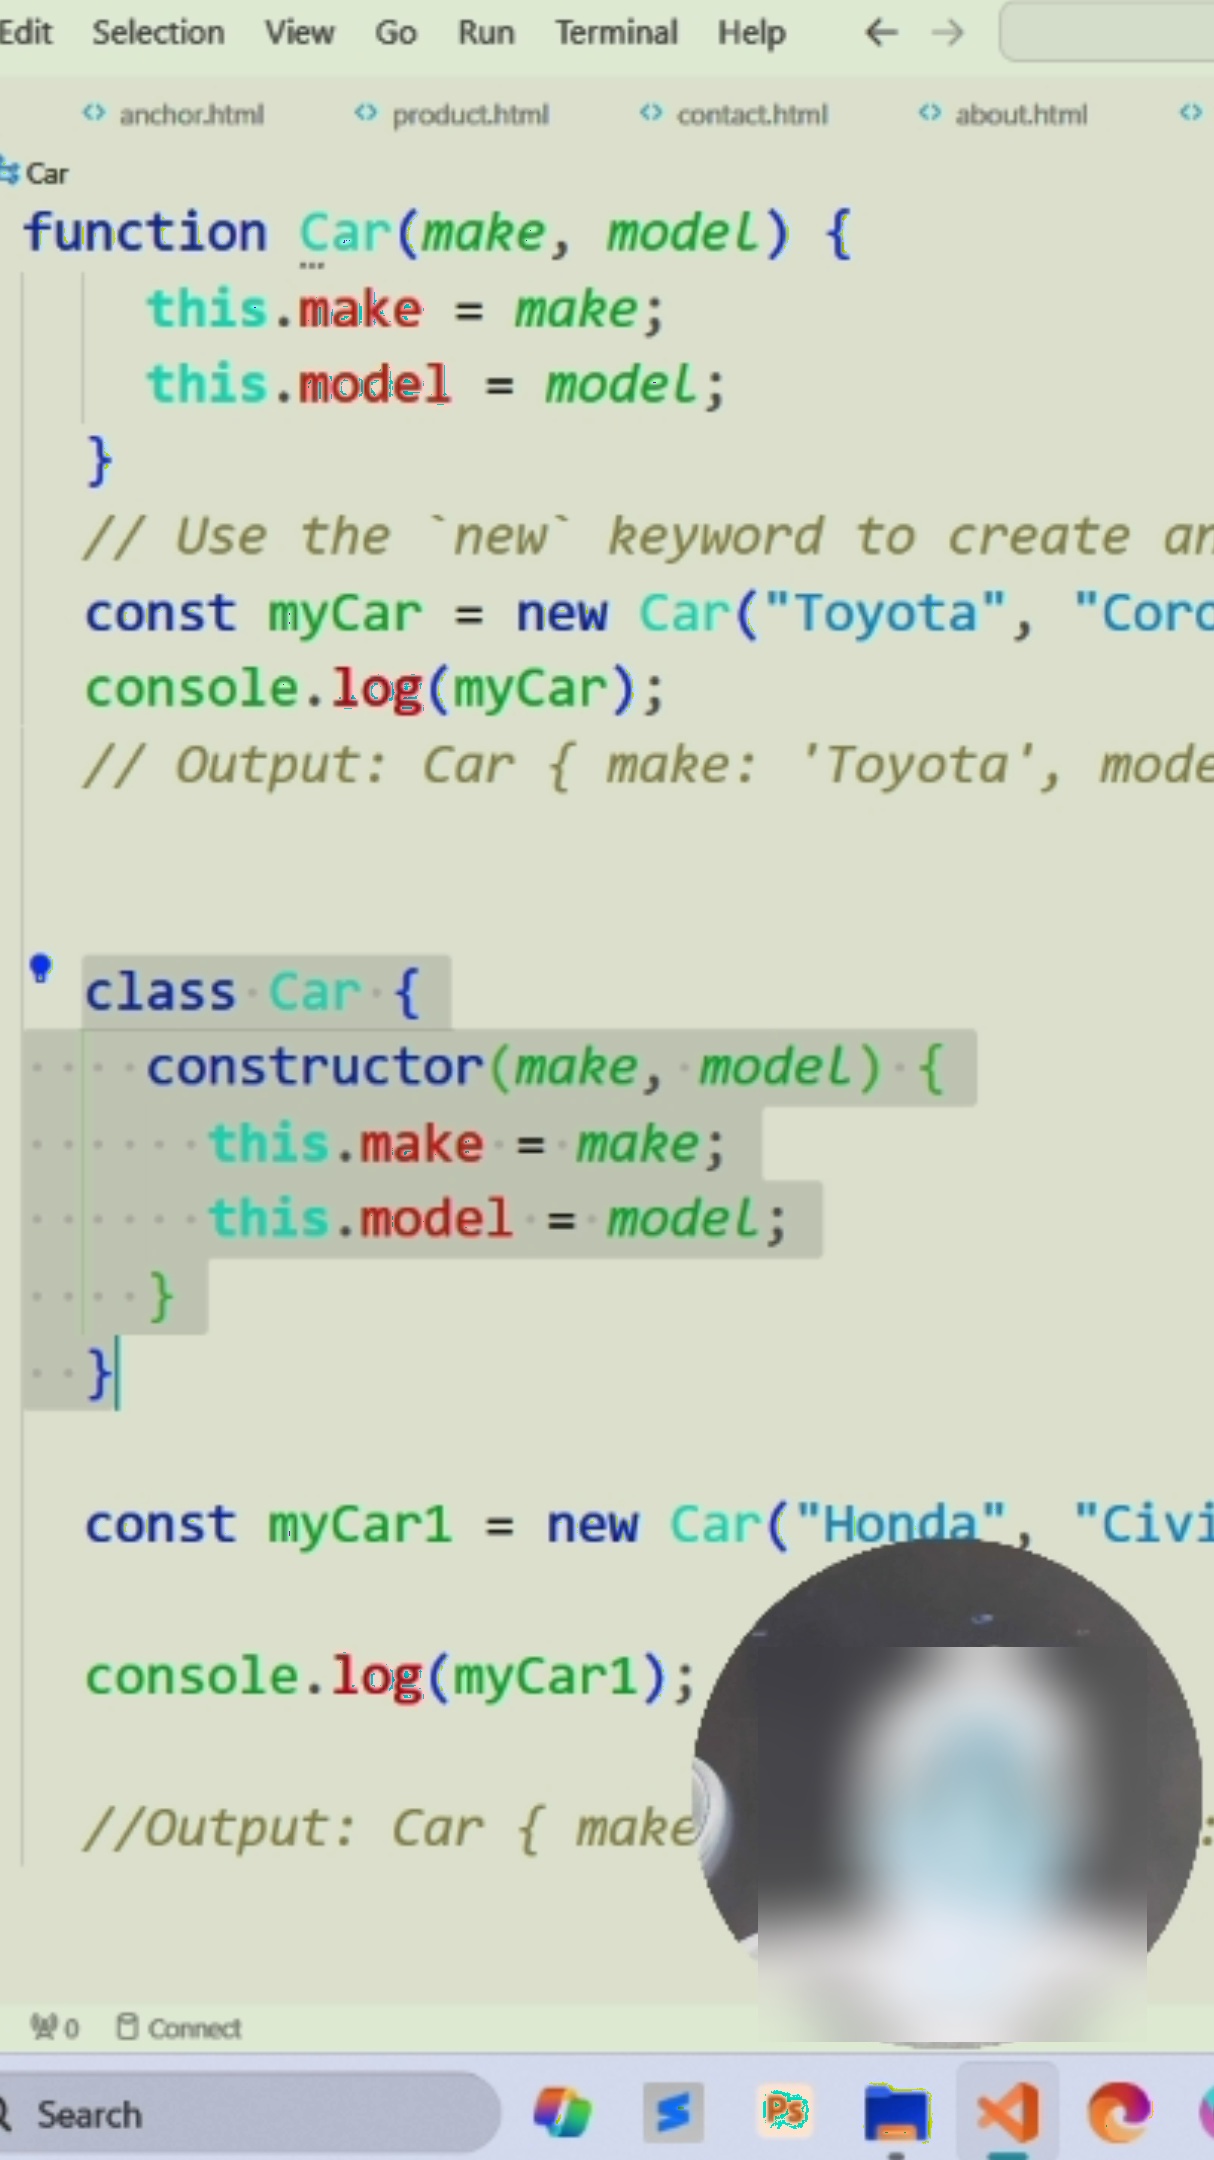 Edit Selection View Go Run Terminal Help
anchor.html product.html contact.html about.html
Car
function Car(make, model) {
this.make = make;
this.model = model;
}
// Use the `new` keyword to create an
const myCar = new Car("Toyota", "Coro
console.log(myCar);
// Output: Car { make: 'Toyota', mode
class Car {
constructor(make, model) {
this.make = make;
this.model = model;
}
}
const myCar1 = new Car("Honda", "Civi
console.log(myCar1);
//Output: Car { make :
0 Connect
Search
Ps